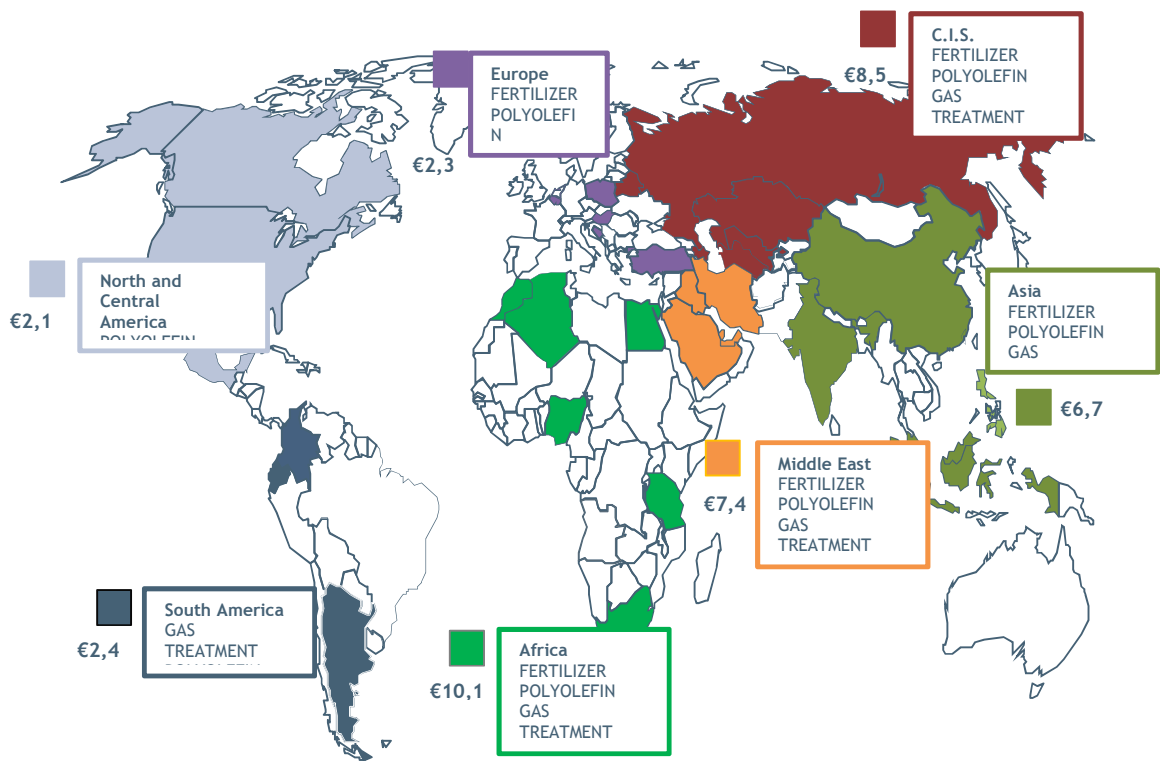 C.I.S.
FERTILIZER
POLYOLEFIN
GAS
TREATMENT
€8,5
Europe
FERTILIZER
POLYOLEFI
N
€2,3
North and
Central
America
POLYOLEFIN
€2,1
Asia
FERTILIZER
POLYOLEFIN
GAS
€6,7
Middle East
FERTILIZER
POLYOLEFIN
GAS
TREATMENT
€7,4
South America
GAS
TREATMENT
€2,4
Africa
FERTILIZER
POLYOLEFIN
GAS
TREATMENT
€10,1